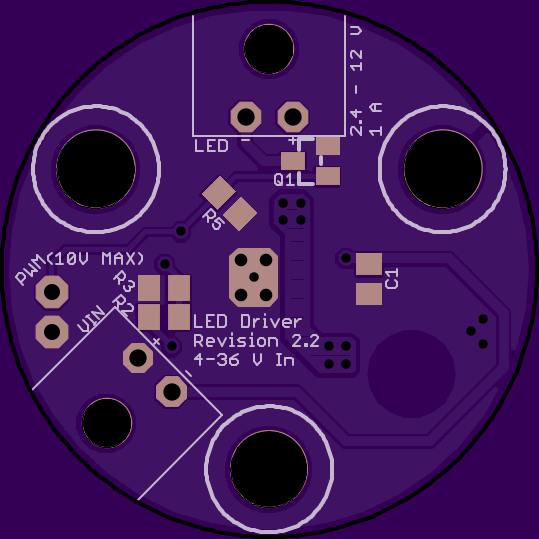 2.4 - 12 V
1 A
LED - +
Q1
R5
PWM(10V MAX)
R3
R2
C1
VIN
+ -
LED Driver
Revision 2.2
4-36 V In